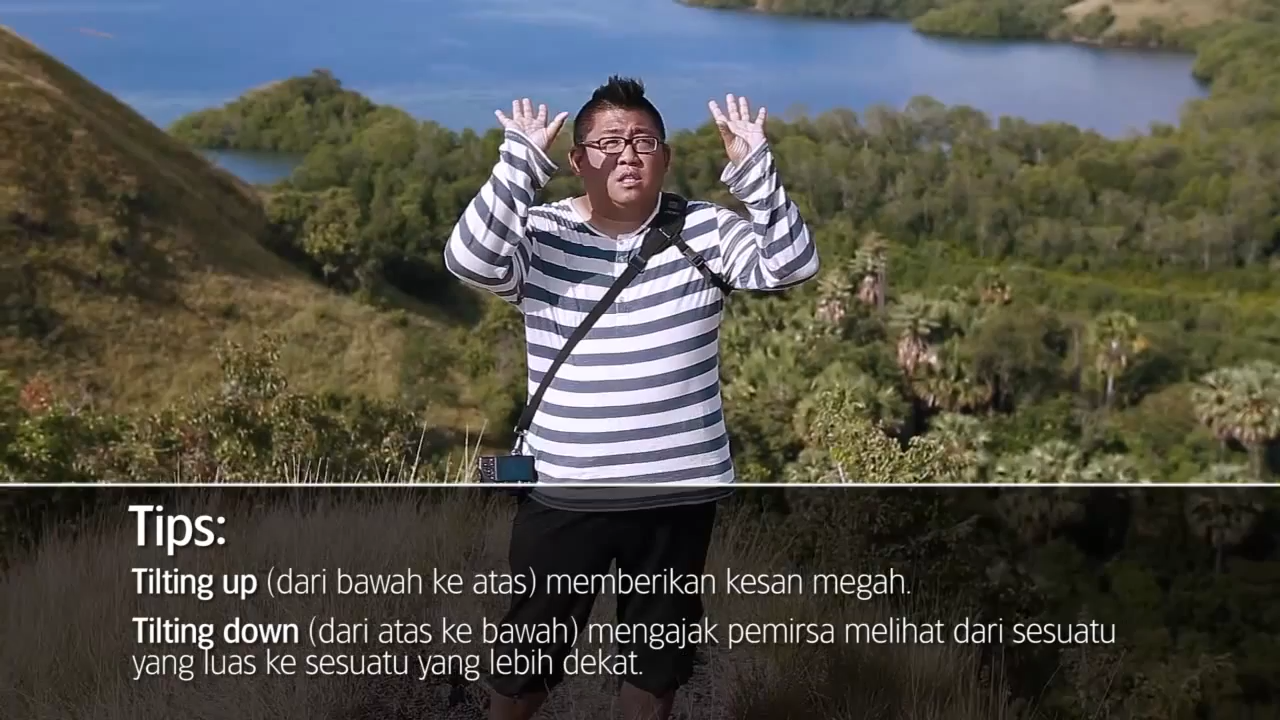 Tips:
Tilting up (dari bawah ke atas) memberikan kesan megah.
Tilting down (dari atas ke bawah) mengajak pemirsa melihat dari sesuatu
yang luas ke sesuatu yang lebih dekat.